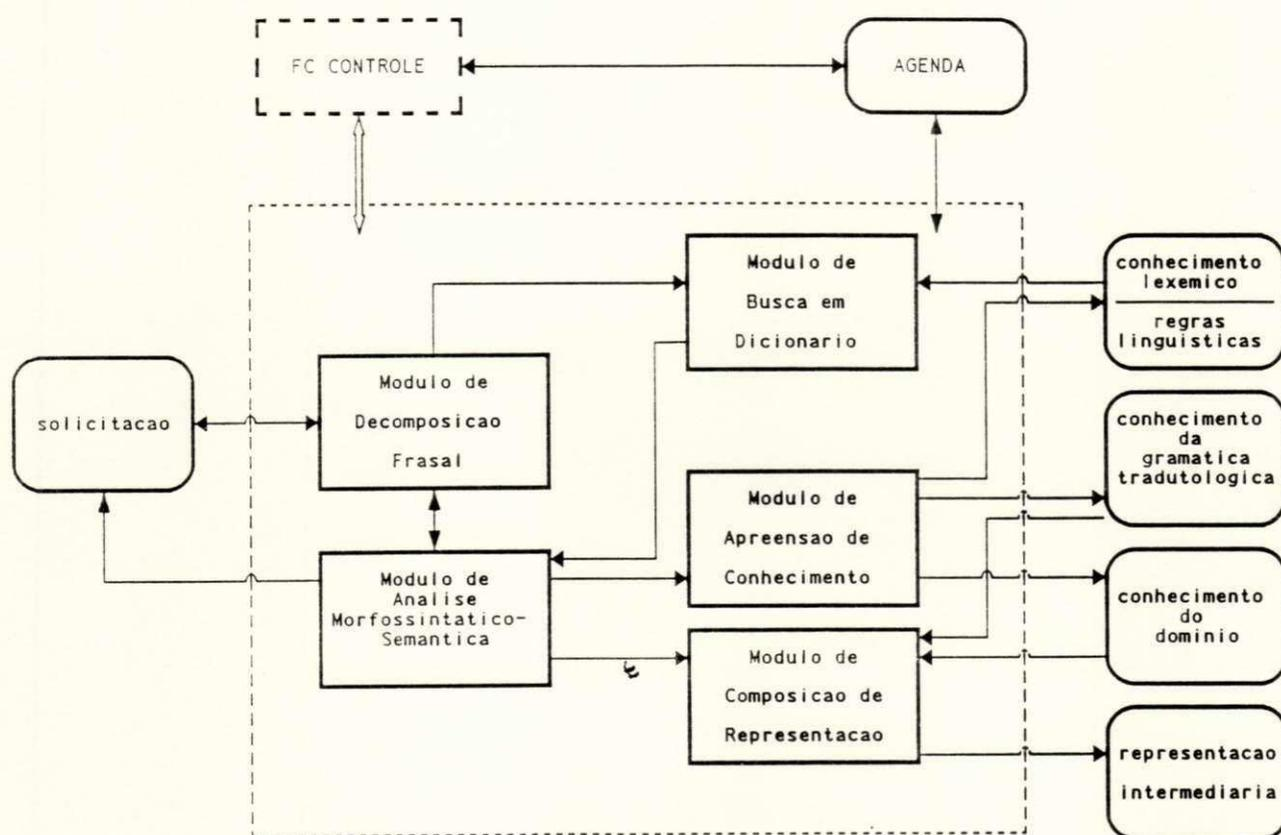 FC CONTROLE
AGENDA
Modulo de
Busca em
Dicionario
conhecimento
lexemico
regras
linguisticas
solicitacao
Modulo de
Decomposicao
Frasal
conhecimento
da
gramatica
tradutologica
Modulo de
Apreensao de
Conhecimento
Modulo de
Analise
Morfossintatico-
Semantica
conhecimento
do
dominio
Modulo de
Composicao de
Representacao
representacao
intermediaria